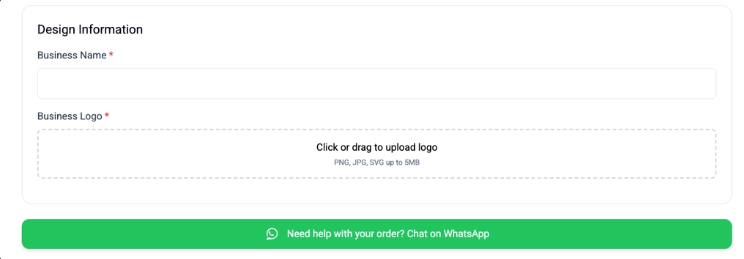 Design Information
Business Name *
Business Logo *
Click or drag to upload logo
PNG, JPG, SVG up to 5MB
Need help with your order? Chat on WhatsApp